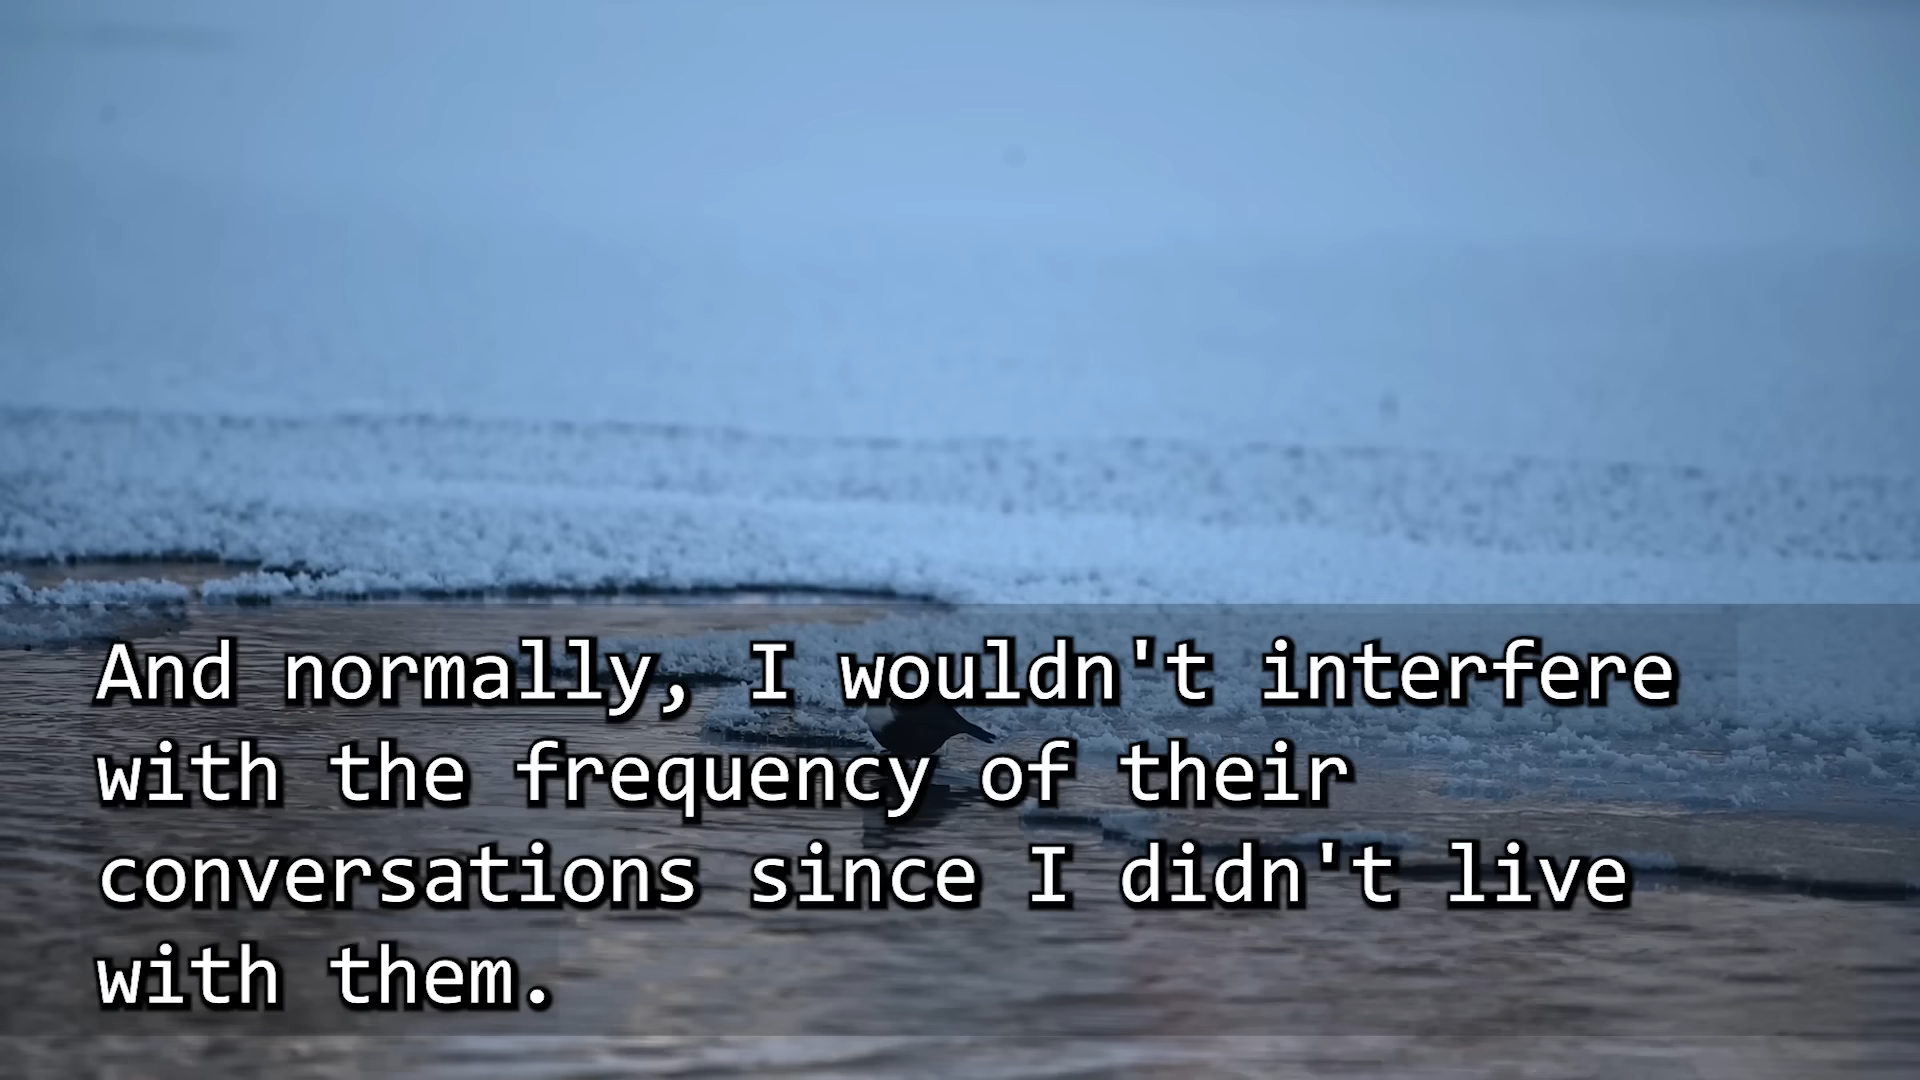 And normally, I wouldn't interfere
with the frequency of their
conversations since I didn't live
with them.